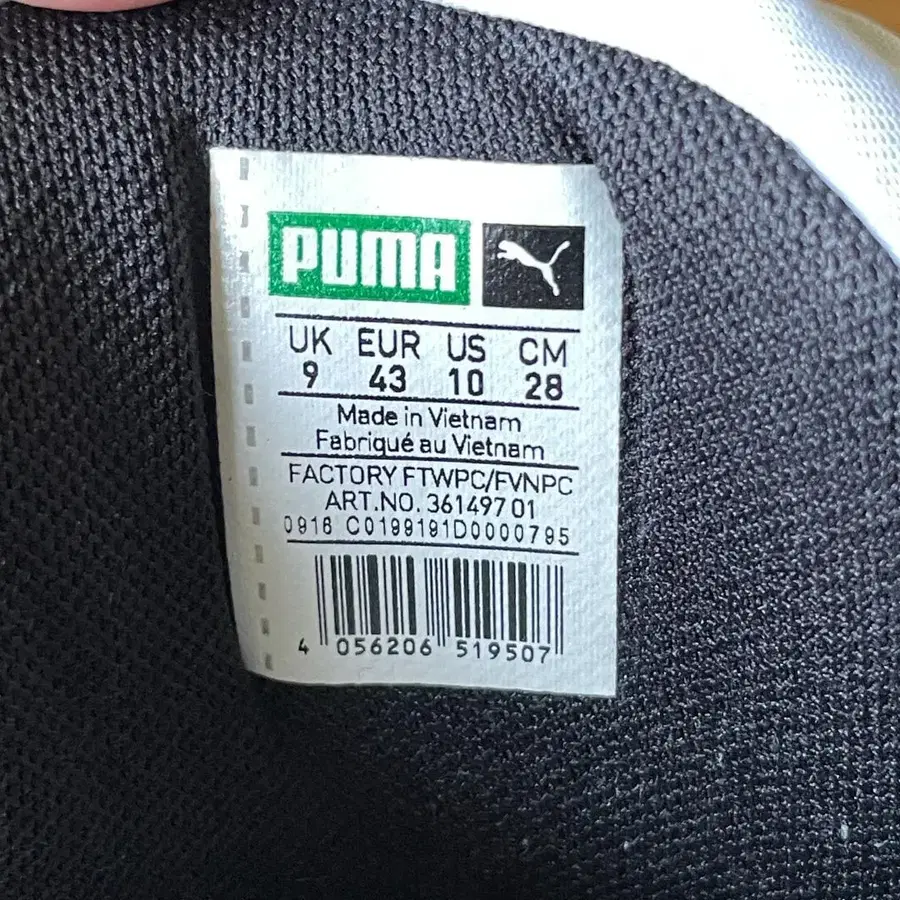 PUMA
UK EUR US CM
9 43 10 28
Made in Vietnam
Fabriqué au Vietnam
FACTORY FTWPC/FVNPC
ART.NO. 361497 01
0916 C0199191D0000795
4 056206 519507